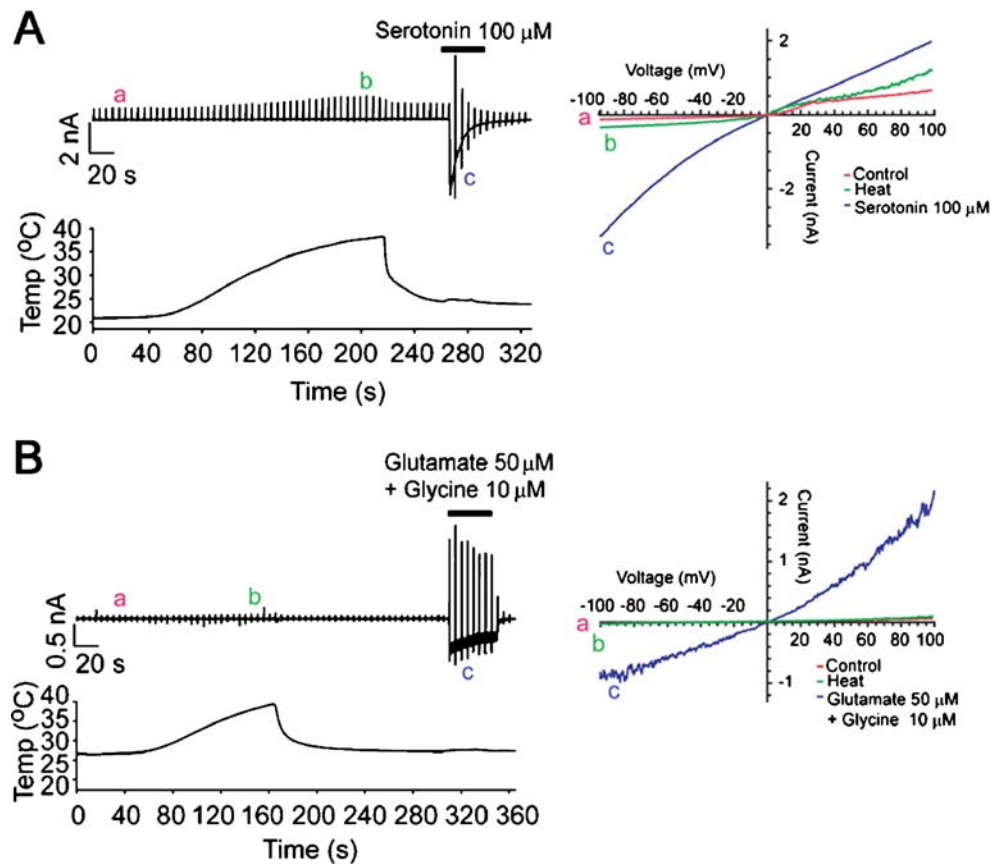 A
Serotonin 100 μM
a
b
c
2 nA
20 s
Temp (ºC)
40
35
30
25
20
0 40 80 120 160 200 240 280 320
Time (s)
2
Voltage (mV)
-100 -80 -60 -40 -20
a
b
20 40 60 80 100
Current (nA)
-2
Control
Heat
Serotonin 100 μM
c
B
Glutamate 50 μM
+ Glycine 10 μM
a
b
c
0.5 nA
20 s
Temp (ºC)
40
35
30
25
20
0 40 80 120 160 200 240 280 320 360
Time (s)
2
Current (nA)
1
Voltage (mV)
-100 -80 -60 -40 -20
a
b
20 40 60 80 100
c
-1
Control
Heat
Glutamate 50 μM
+ Glycine 10 μM